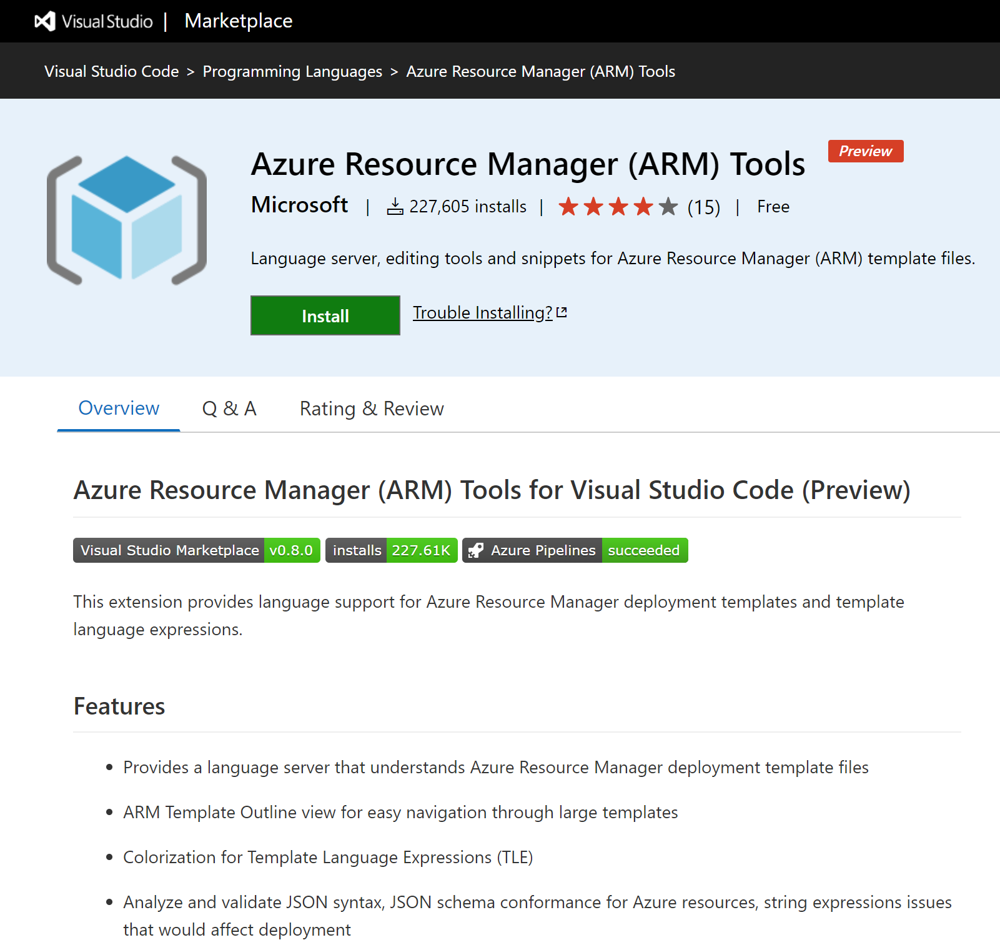 Visual Studio | Marketplace
Visual Studio Code > Programming Languages > Azure Resource Manager (ARM) Tools
Azure Resource Manager (ARM) Tools Preview
Microsoft | 227,605 installs | (15) | Free
Language server, editing tools and snippets for Azure Resource Manager (ARM) template files.
Install Trouble Installing?
Overview Q & A Rating & Review
Azure Resource Manager (ARM) Tools for Visual Studio Code (Preview)
Visual Studio Marketplace v0.8.0 installs 227.61K Azure Pipelines succeeded
This extension provides language support for Azure Resource Manager deployment templates and template
language expressions.
Features
• Provides a language server that understands Azure Resource Manager deployment template files
• ARM Template Outline view for easy navigation through large templates
• Colorization for Template Language Expressions (TLE)
• Analyze and validate JSON syntax, JSON schema conformance for Azure resources, string expressions issues
that would affect deployment